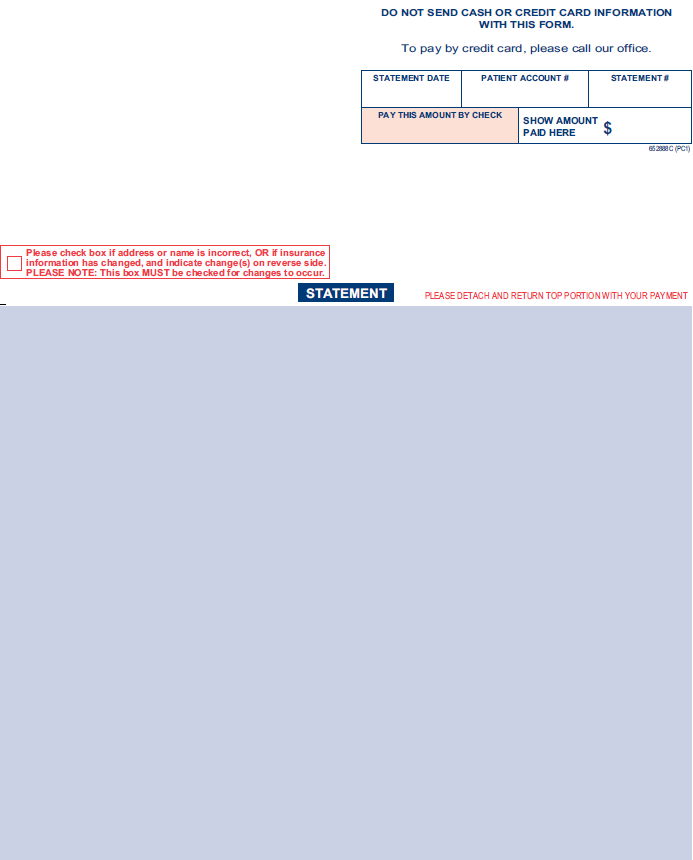 DO NOT SEND CASH OR CREDIT CARD INFORMATION
WITH THIS FORM.
To pay by credit card, please call our office.
STATEMENT DATE
PATIENT ACCOUNT #
STATEMENT #
PAY THIS AMOUNT BY CHECK
SHOW AMOUNT
PAID HERE $
652888C (PC1)
Please check box if address or name is incorrect, OR if insurance
information has changed, and indicate change(s) on reverse side.
PLEASE NOTE: This box MUST be checked for changes to occur.
STATEMENT
PLEASE DETACH AND RETURN TOP PORTION WITH YOUR PAYMENT